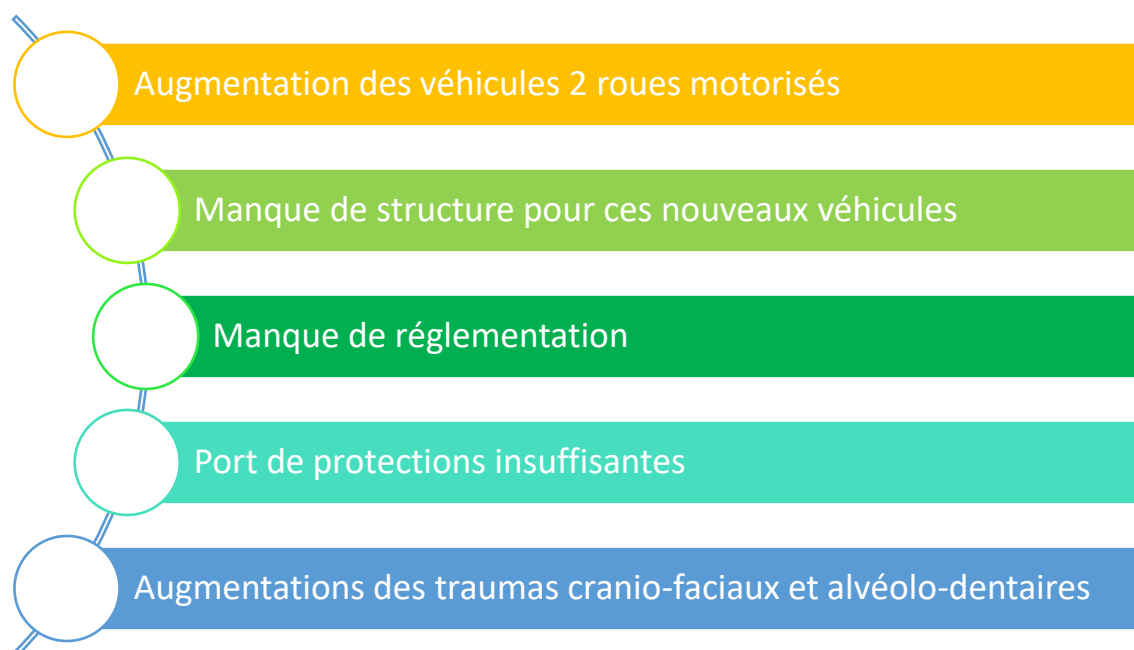 Augmentation des véhicules 2 roues motorisés
Manque de structure pour ces nouveaux véhicules
Manque de réglementation
Port de protections insuffisantes
Augmentations des traumas cranio-faciaux et alvéolo-dentaires